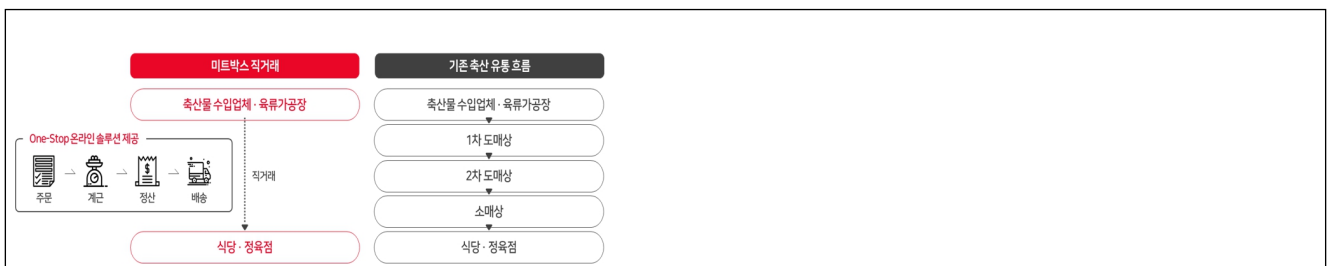 미트박스 직거래
축산물 수입업체 · 육류가공장
One-Stop 온라인 솔루션 제공
주문
계근
정산
배송
직거래
식당 · 정육점
기존 축산 유통 흐름
축산물 수입업체 · 육류가공장
1차 도매상
2차 도매상
소매상
식당 · 정육점